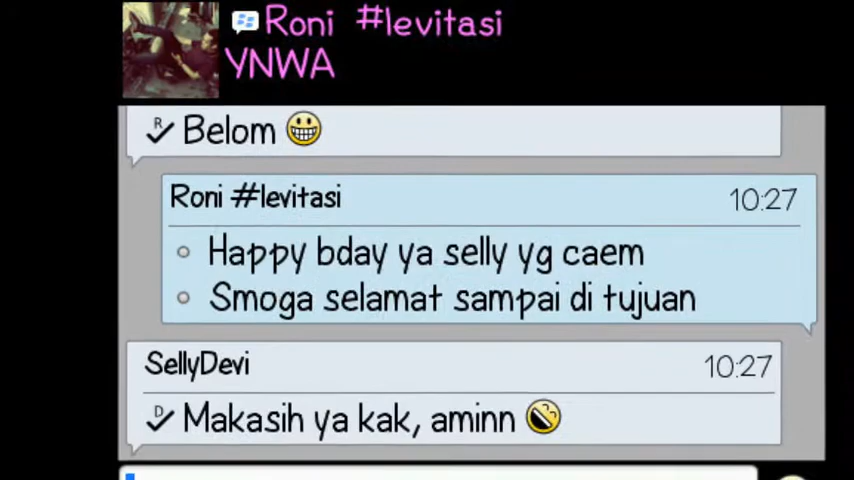 Roni #levitasi
YNWA
R
Belom
Roni #levitasi 10:27
Happy bday ya selly yg caem
Smoga selamat sampai di tujuan
SellyDevi 10:27
D
Makasih ya kak, aminn